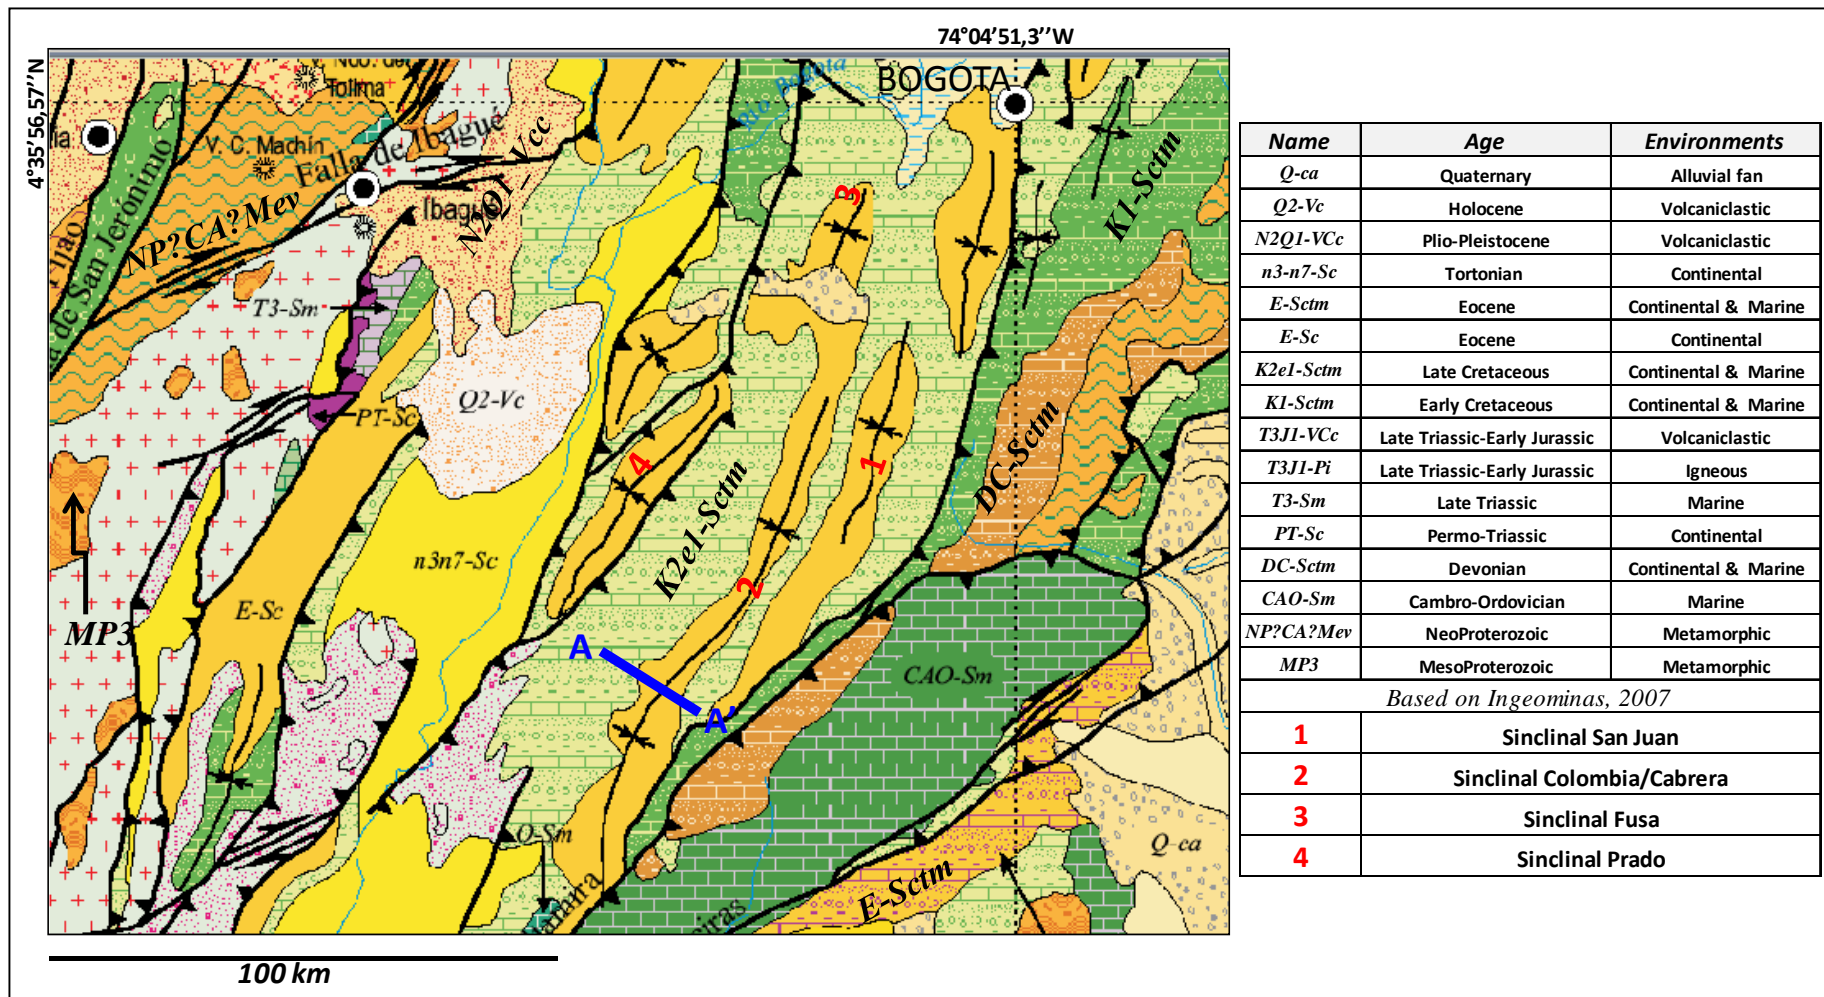 74°04’51,3’’W
4°35’56,57’’N
BOGOTA
Rio Bogota
Tolima
V. C. Machín
Falla de Ibagué
Ibagué
N2Q1_Vcc
NP?CA?Mev
de San Jerónimo
K1-Sctm
3
T3-Sm
Q2-Vc
PT-Sc
4
1
DC-Sctm
K2e1-Sctm
n3n7-Sc
2
E-Sc
MP3
A
A'
CAO-Sm
O-Sm
E-Sctm
Q-ca
100 km
Name Age Environments
Q-ca Quaternary Alluvial fan
Q2-Vc Holocene Volcaniclastic
N2Q1-VCc Plio-Pleistocene Volcaniclastic
n3-n7-Sc Tortonian Continental
E-Sctm Eocene Continental & Marine
E-Sc Eocene Continental
K2e1-Sctm Late Cretaceous Continental & Marine
K1-Sctm Early Cretaceous Continental & Marine
T3J1-VCc Late Triassic-Early Jurassic Volcaniclastic
T3J1-Pi Late Triassic-Early Jurassic Igneous
T3-Sm Late Triassic Marine
PT-Sc Permo-Triassic Continental
DC-Sctm Devonian Continental & Marine
CAO-Sm Cambro-Ordovician Marine
NP?CA?Mev NeoProterozoic Metamorphic
MP3 MesoProterozoic Metamorphic
Based on Ingeominas, 2007
1 Sinclinal San Juan
2 Sinclinal Colombia/Cabrera
3 Sinclinal Fusa
4 Sinclinal Prado